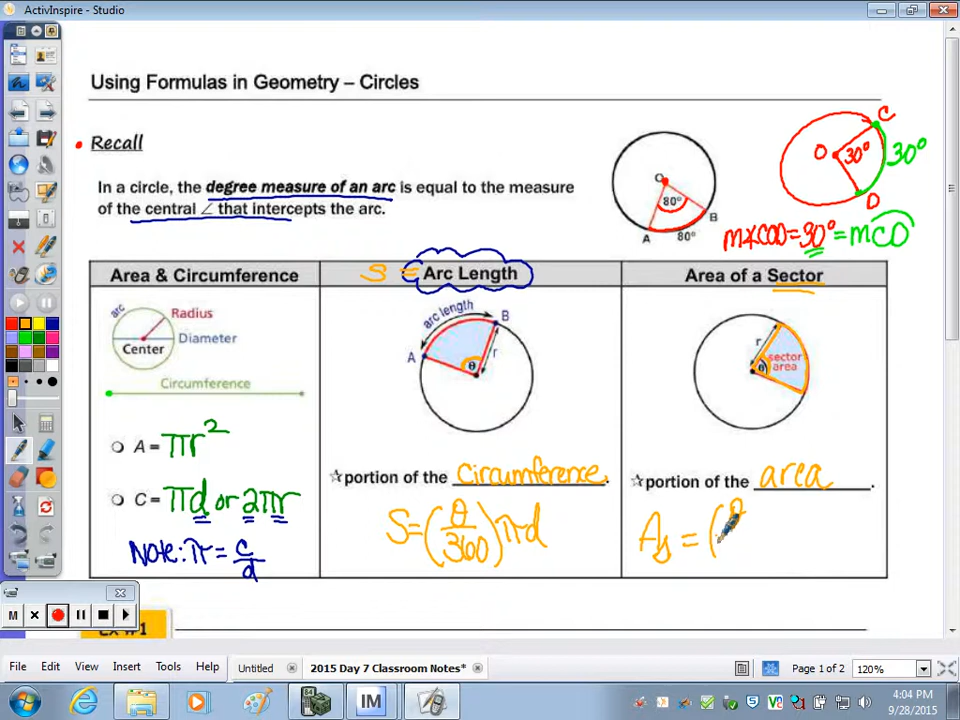 ActivInspire - Studio
Using Formulas in Geometry – Circles
Recall
In a circle, the degree measure of an arc is equal to the measure
of the central ∠ that intercepts the arc.
C
80°
A
B
80°
C
O
30°
30°
D
m∠COD=30°=mCD
Area & Circumference
S = Arc Length
Area of a Sector
arc
Radius
Diameter
Center
Circumference
arc length
A
B
r
θ
r
θ
sector
area
A = πr²
C = πd or 2πr
Note: π = c/d
☆portion of the circumference.
S=(θ/360)πd
☆portion of the area.
As = (θ
EX #1
File Edit View Insert Tools Help
Untitled
2015 Day 7 Classroom Notes*
Page 1 of 2
120%
M
IM
4:04 PM
9/28/2015